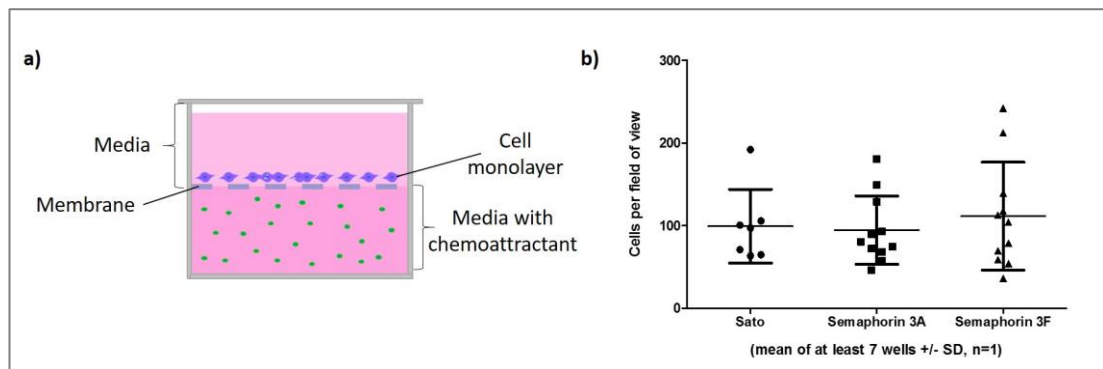 a)
Media
Membrane
Cell
monolayer
Media with
chemoattractant
b)
Cells per field of view
300
200
100
0
Sato
Semaphorin 3A
Semaphorin 3F
(mean of at least 7 wells +/- SD, n=1)